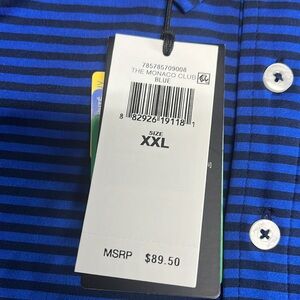 785785709008
THE MONACO CLUB
BLUE
8 82926 19118 1
SIZE
XXL
MSRP $89.50